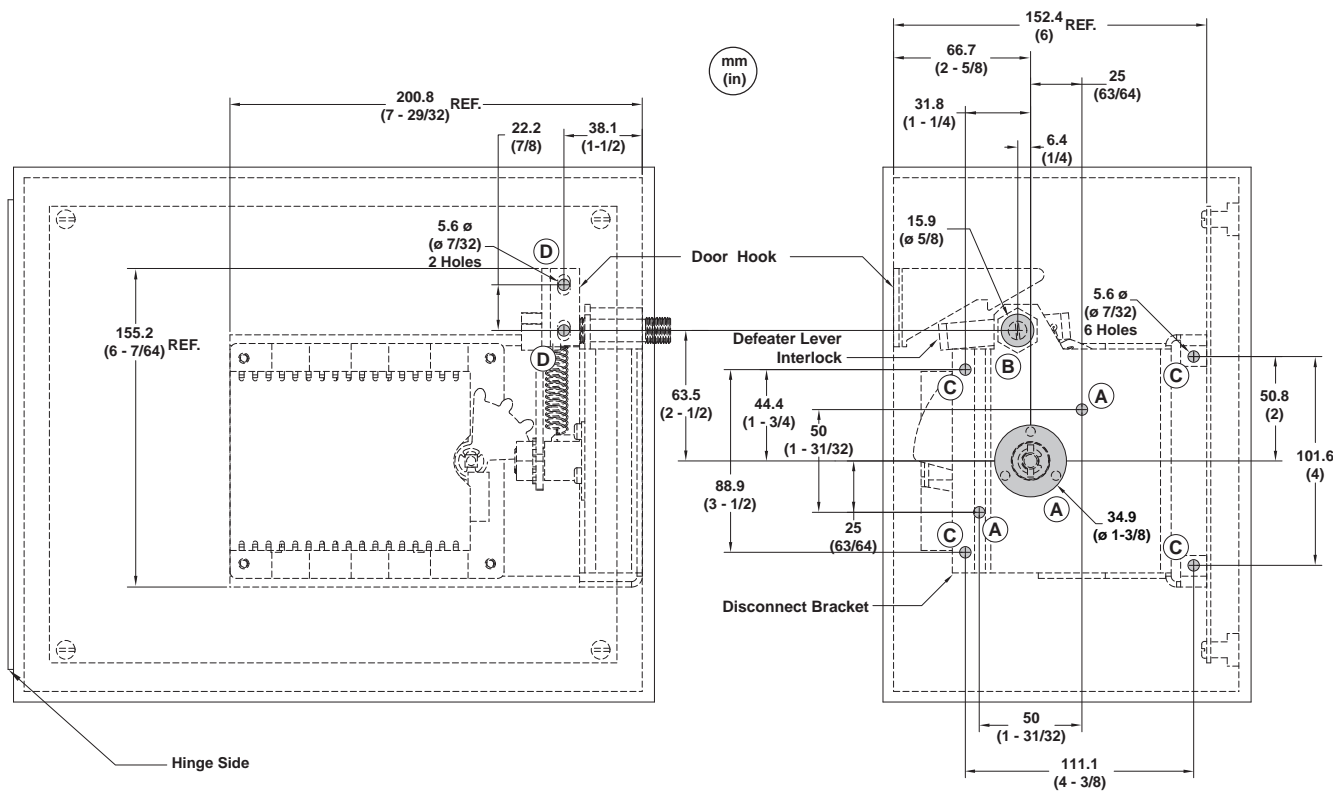 mm
(in)
200.8
(7 - 29/32)
REF.
22.2
(7/8)
38.1
(1-1/2)
5.6 ø
(ø 7/32)
2 Holes
D
D
155.2
(6 - 7/64)
REF.
63.5
(2 - 1/2)
Hinge Side
Door Hook
Defeater Lever
Interlock
Disconnect Bracket
152.4
(6)
REF.
66.7
(2 - 5/8)
25
(63/64)
31.8
(1 - 1/4)
6.4
(1/4)
15.9
(ø 5/8)
5.6 ø
(ø 7/32)
6 Holes
B
C
C
A
44.4
(1 - 3/4)
50
(1 - 31/32)
88.9
(3 - 1/2)
25
(63/64)
50.8
(2)
101.6
(4)
A
A
C
C
34.9
(ø 1-3/8)
50
(1 - 31/32)
111.1
(4 - 3/8)